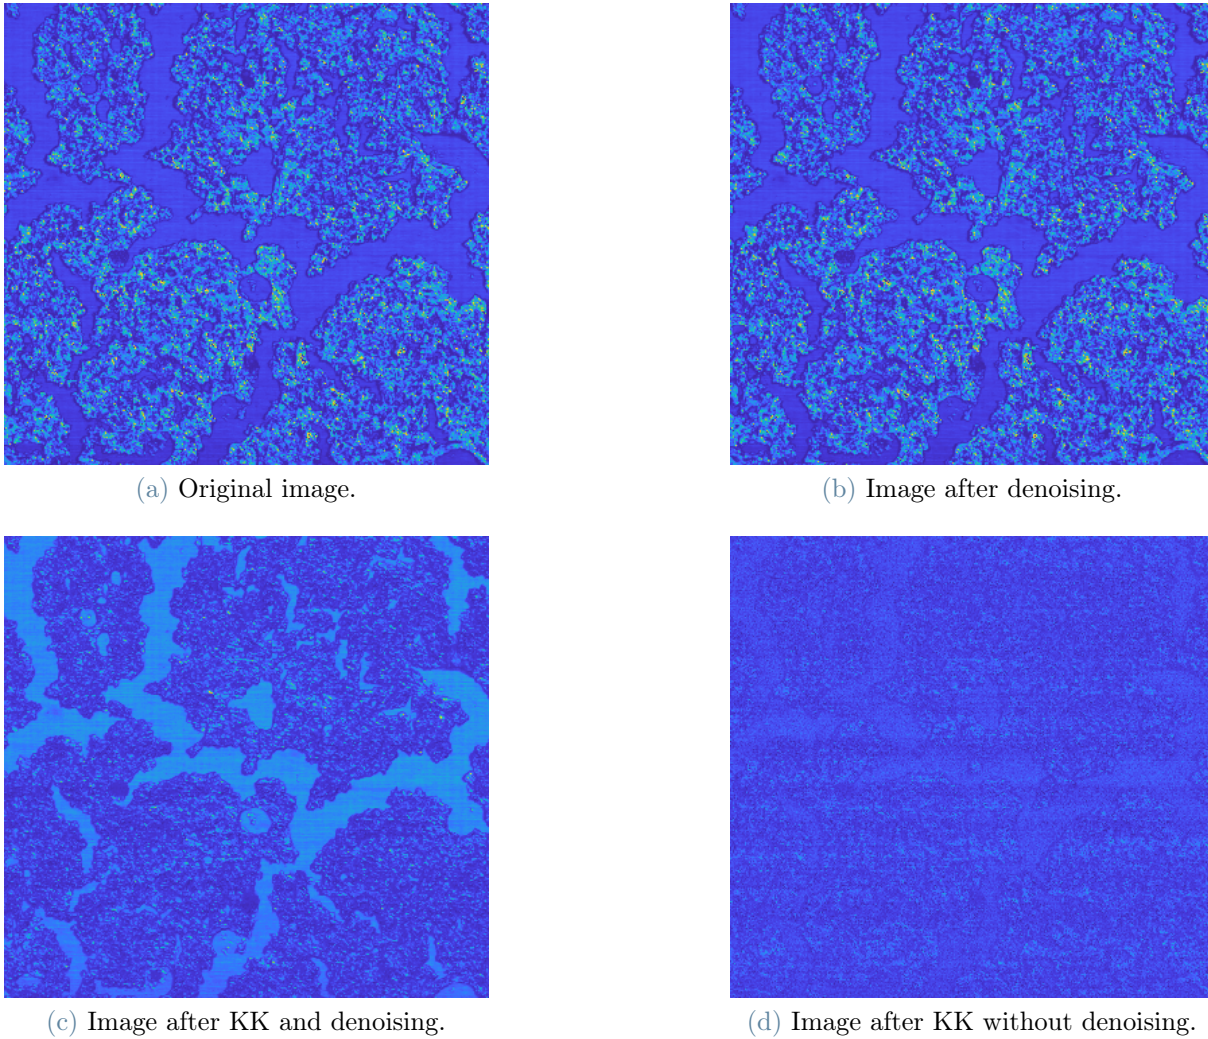 (a) Original image.
(b) Image after denoising.
(c) Image after KK and denoising.
(d) Image after KK without denoising.